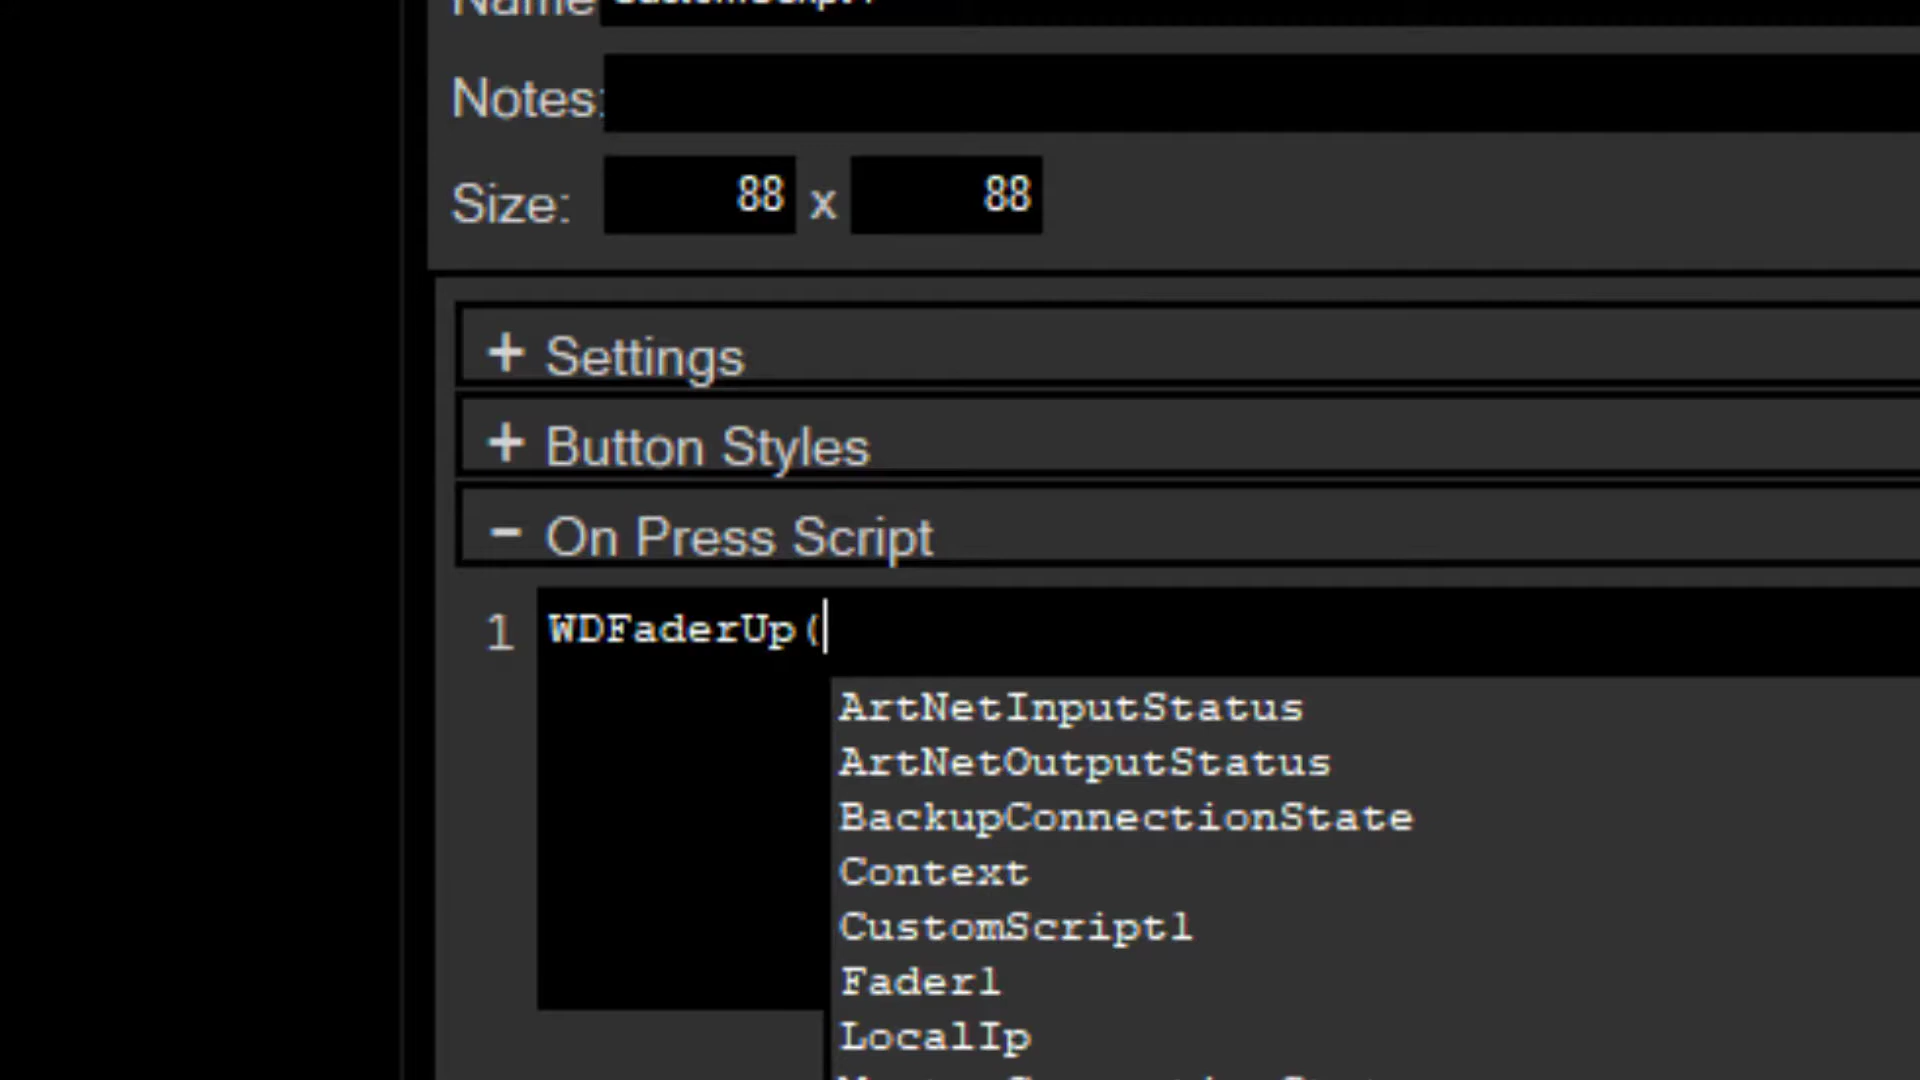 Name
Notes:
Size: 88 x 88
+ Settings
+ Button Styles
- On Press Script
1 WDFaderUp(
ArtNetInputStatus
ArtNetOutputStatus
BackupConnectionState
Context
CustomScript1
Fader1
LocalIp